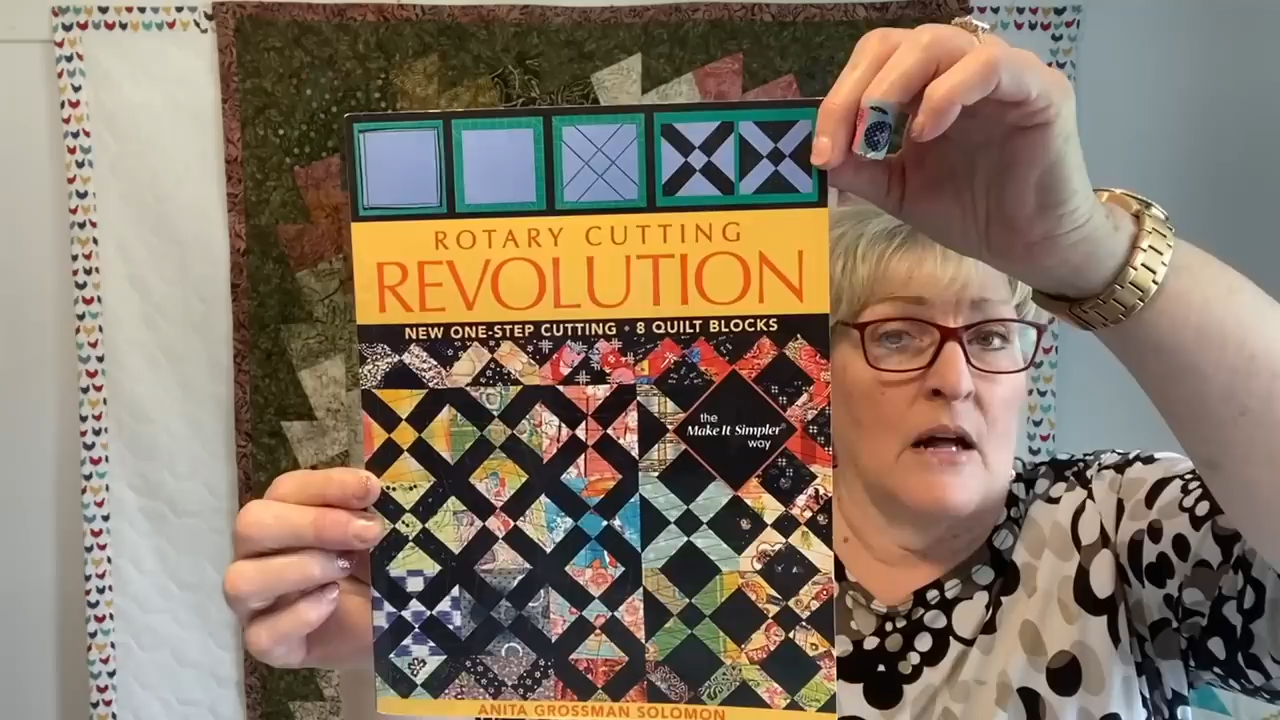 ROTARY CUTTING
REVOLUTION
NEW ONE-STEP CUTTING • 8 QUILT BLOCKS
the
Make It Simpler®
way
ANITA GROSSMAN SOLOMON